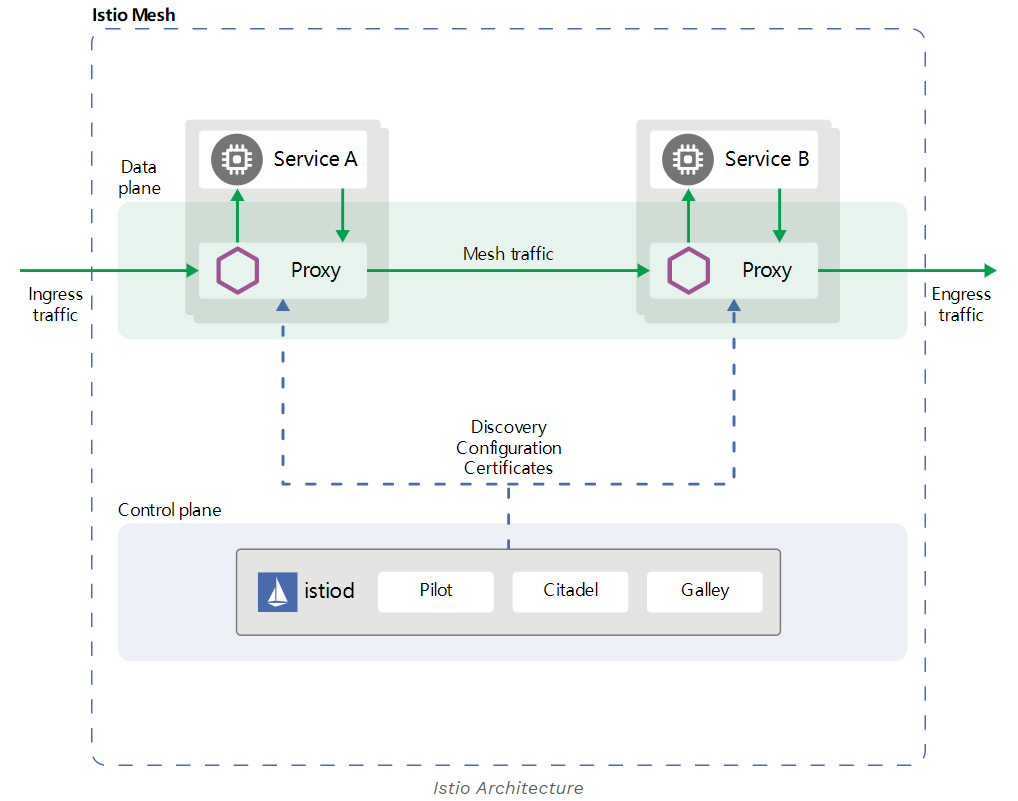 Istio Mesh
Data
plane
Service A
Service B
Proxy
Mesh traffic
Proxy
Ingress
traffic
Engress
traffic
Discovery
Configuration
Certificates
Control plane
istiod
Pilot
Citadel
Galley
Istio Architecture